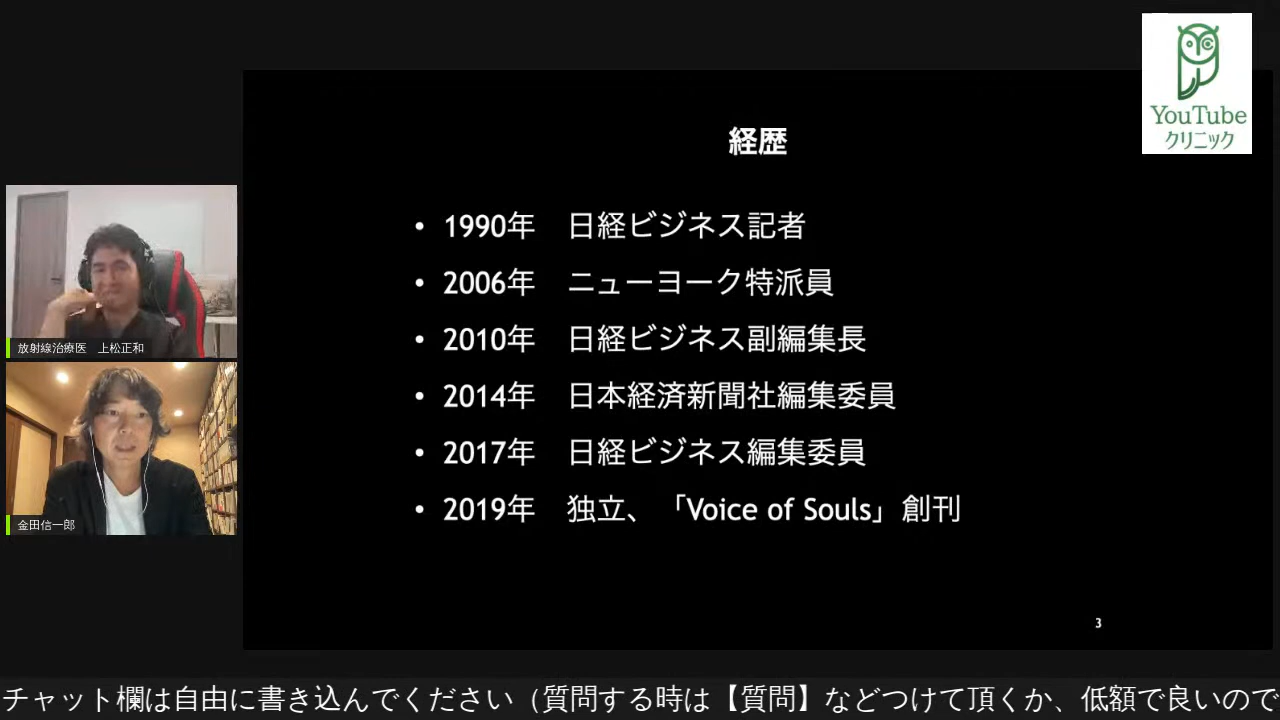 YouTube
クリニック
経歴
• 1990年 日経ビジネス記者
• 2006年 ニューヨーク特派員
• 2010年 日経ビジネス副編集長
• 2014年 日本経済新聞社編集委員
• 2017年 日経ビジネス編集委員
• 2019年 独立、「Voice of Souls」創刊
3
放射線治療医 上松正和
金田信一郎
チャット欄は自由に書き込んでください（質問する時は【質問】などつけて頂くか、低額で良いので